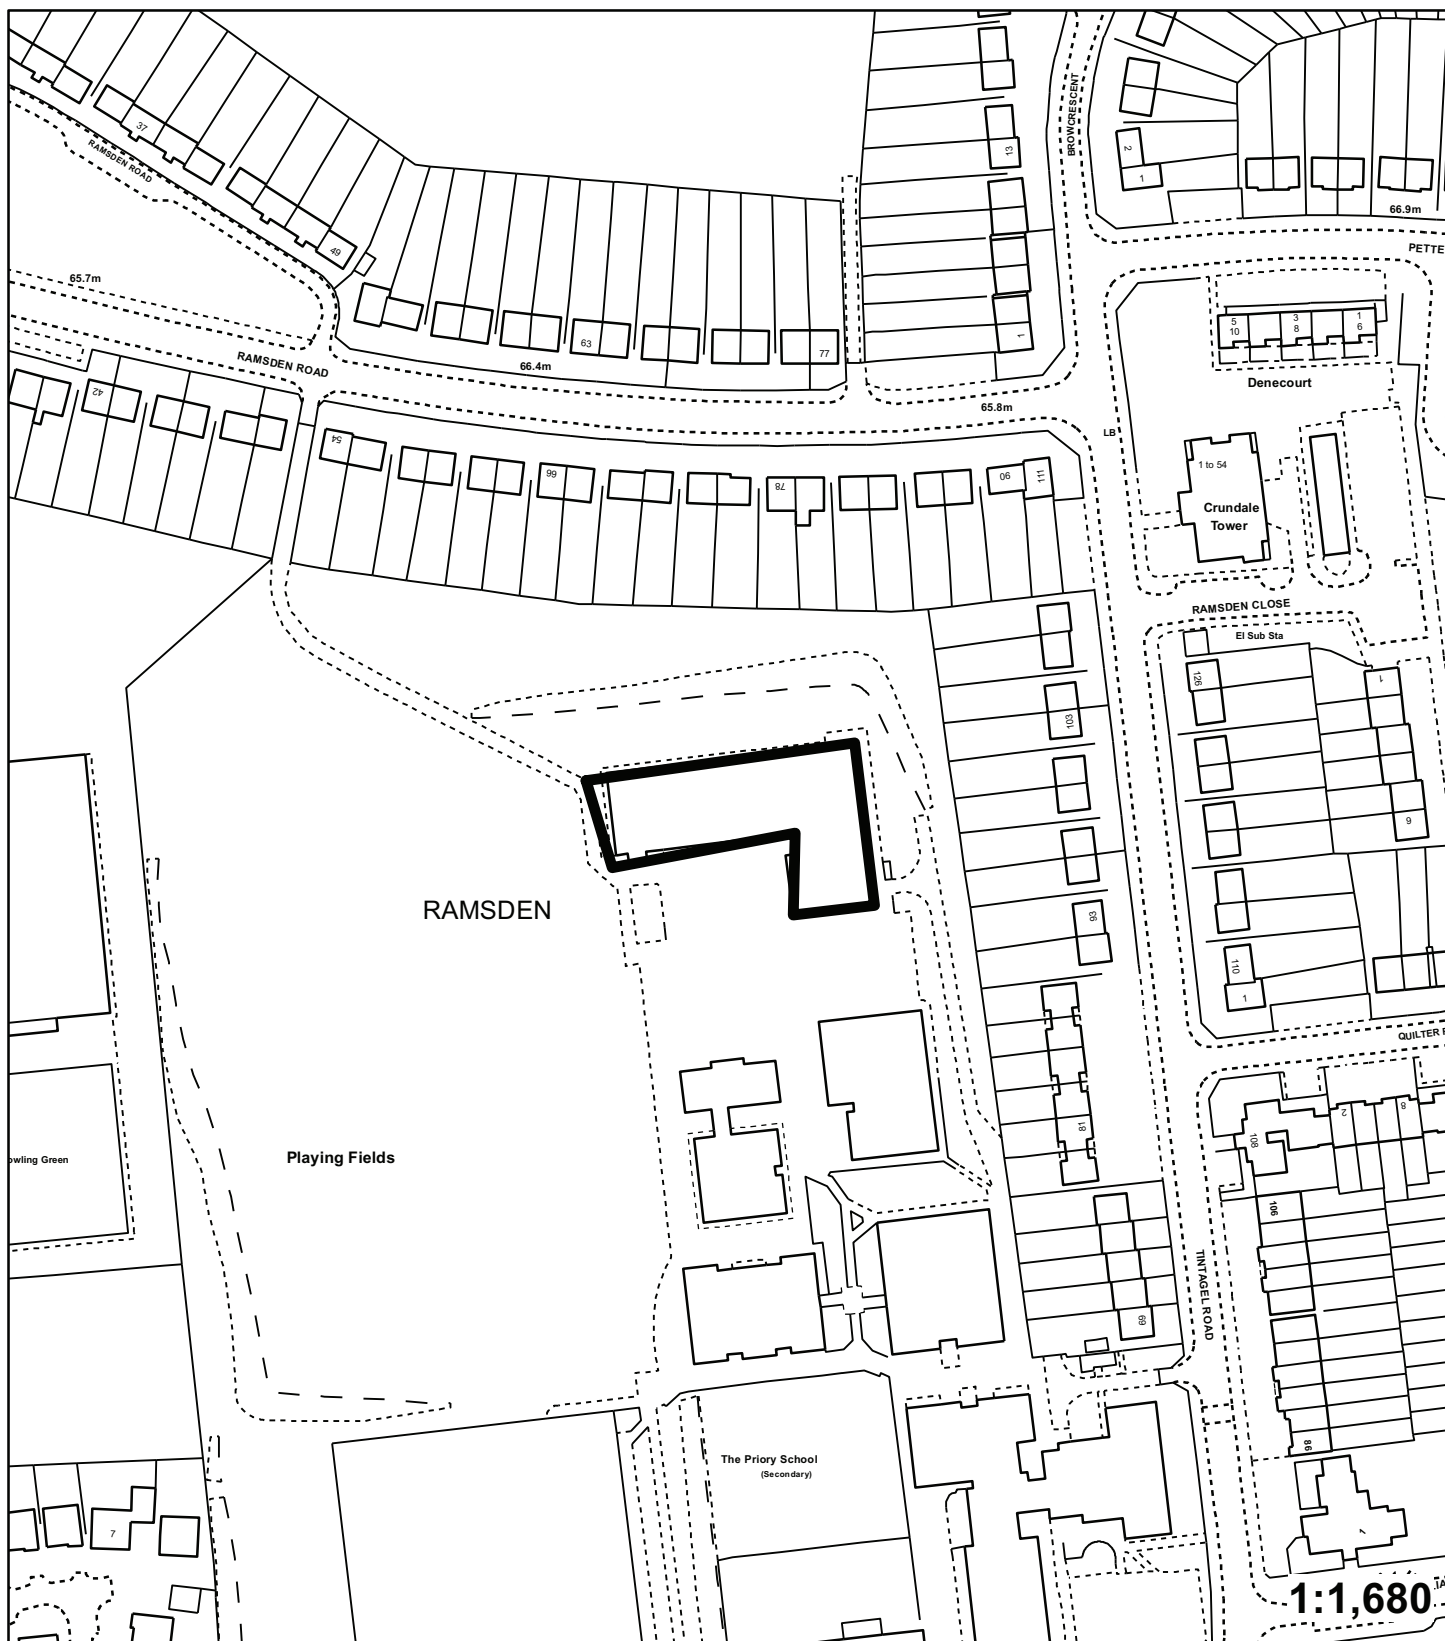 37
RAMSDEN ROAD
49
65.7m
RAMSDEN ROAD
63
66.4m
77
13
1
BROWCRESCENT
2
1
66.9m
PETTE
5
10
3
8
1
6
Denecourt
65.8m
LB
42
54
66
78
90
111
1 to 54
Crundale
Tower
RAMSDEN CLOSE
El Sub Sta
126
1
103
9
93
110
1
RAMSDEN
QUILTER
81
2
8
108
owling Green
Playing Fields
106
TINTAGEL ROAD
69
86
The Priory School
(Secondary)
7
1
1:1,680